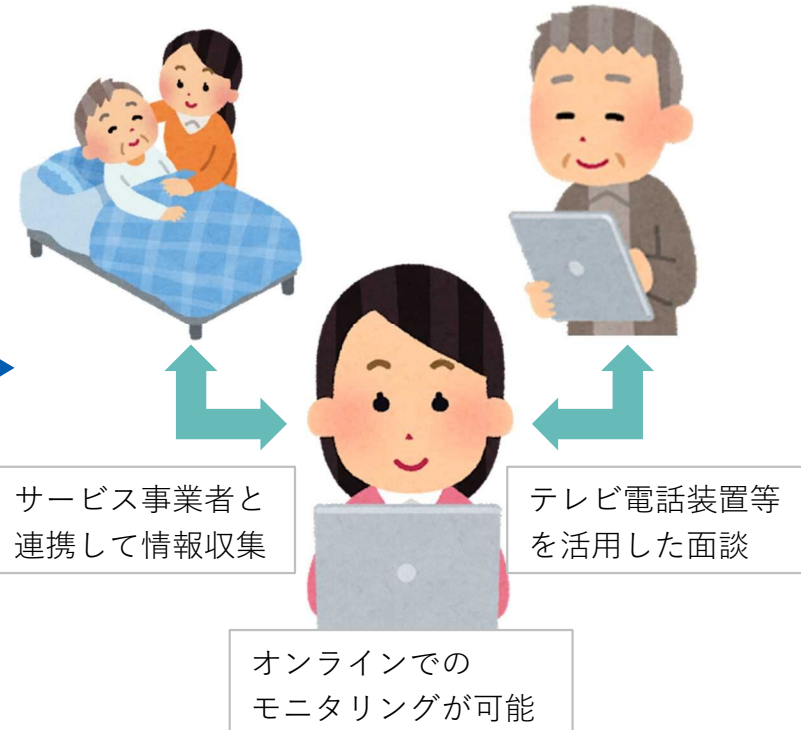 サービス事業者と
連携して情報収集
テレビ電話装置等
を活用した面談
オンラインでの
モニタリングが可能